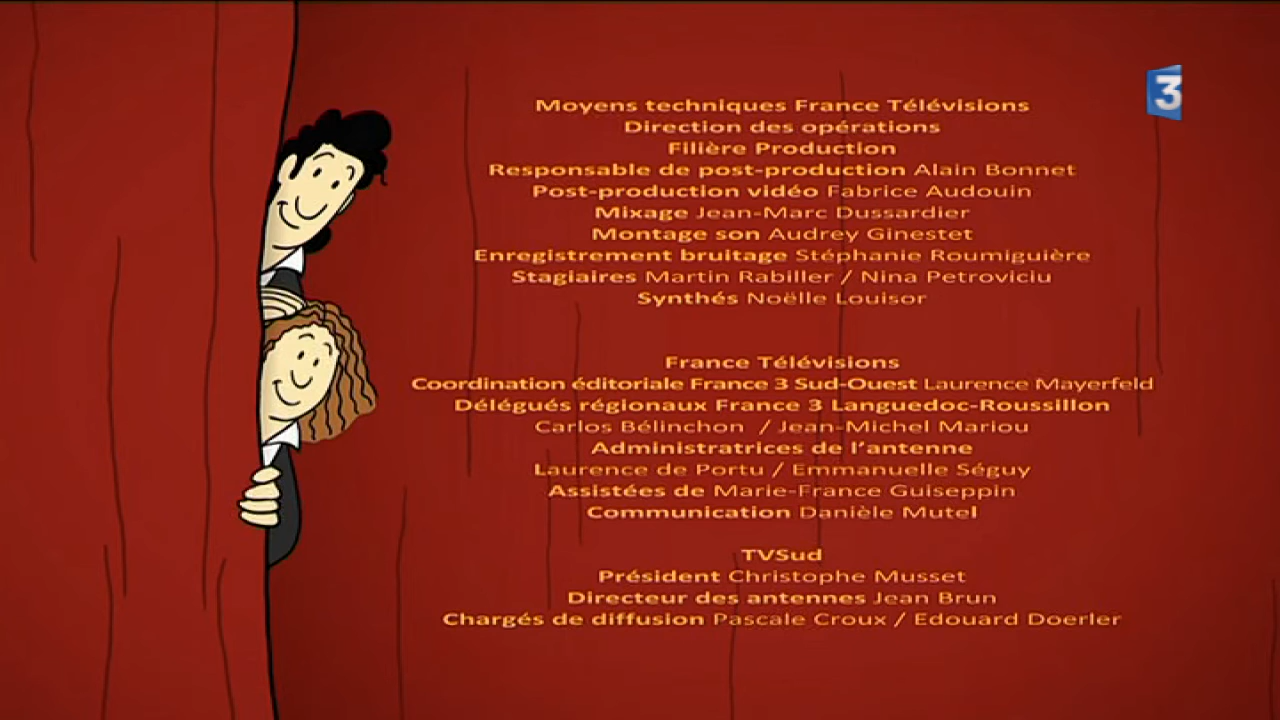 3
Moyens techniques France Télévisions
Direction des opérations
Filière Production
Responsable de post-production Alain Bonnet
Post-production vidéo Fabrice Audouin
Mixage Jean-Marc Dussardier
Montage son Audrey Ginestet
Enregistrement bruitage Stéphanie Roumiguière
Stagiaires Martin Rabiller / Nina Petroviciu
Synthés Noëlle Louisor
France Télévisions
Coordination éditoriale France 3 Sud-Ouest Laurence Mayerfeld
Délégués régionaux France 3 Languedoc-Roussillon
Carlos Bélinchon / Jean-Michel Mariou
Administratrices de l'antenne
Laurence de Portu / Emmanuelle Séguy
Assistées de Marie-France Guiseppin
Communication Danièle Mutel
TVSud
Président Christophe Musset
Directeur des antennes Jean Brun
Chargés de diffusion Pascale Croux / Edouard Doerler